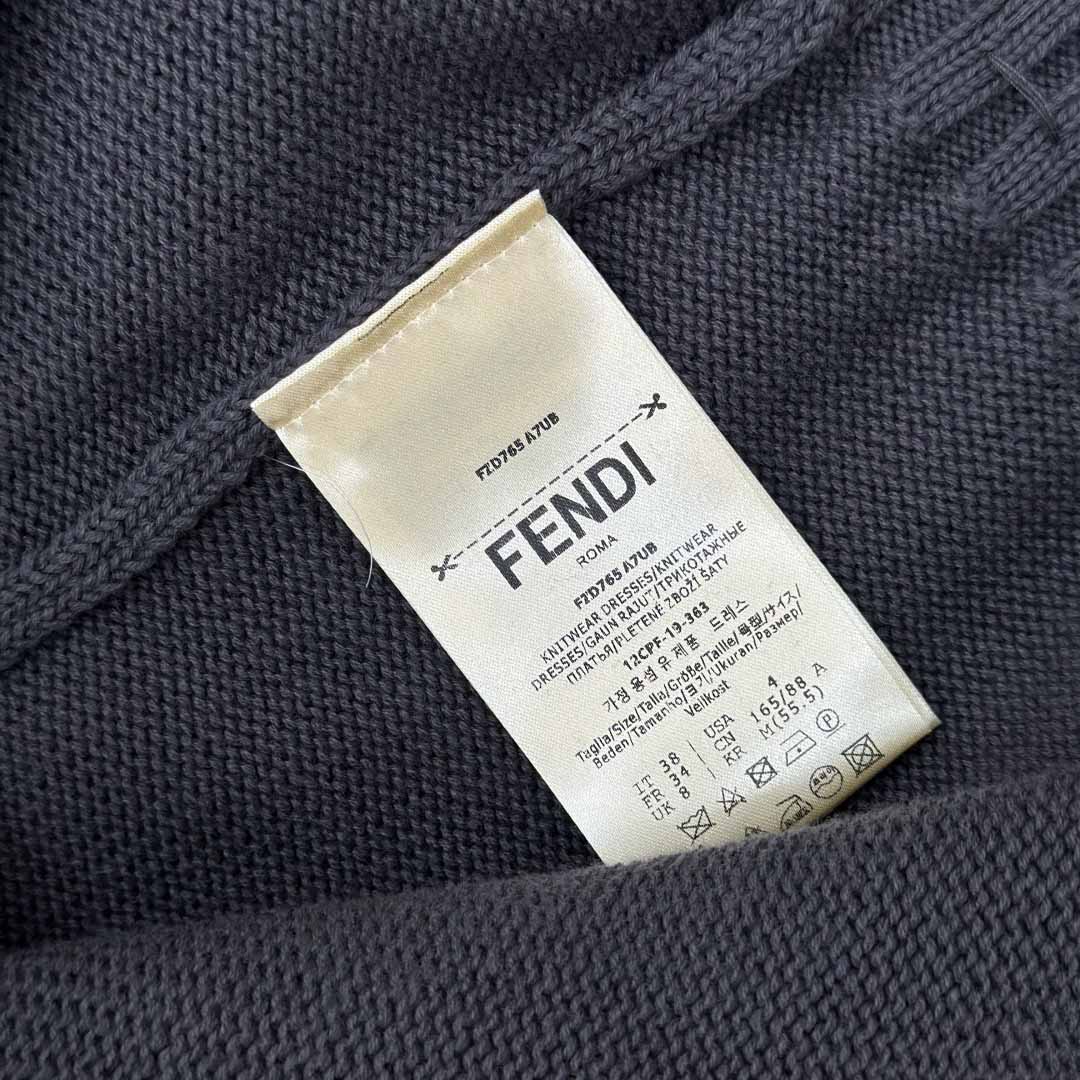 FZD765 A7UB
FENDI
ROMA
FZD765 A7UB
KNITWEAR DRESSES/KNITWEAR
DRESSES/GAUN RAJUT/ТРИКОТАЖНЫЕ
ПЛАТЬЯ/PLETENÉ ZBOŽÍ ŠATY
12CPF-19-363
가정용섬유제품 드레스
Taglia/Size/Talla/Größe/Taille/号型/サイズ/
Beden/Tamanho/크기/Ukuran/Размер/
Velikost
IT 38 USA 4
FR 34 CN 165/88 A
UK 8 KR M(55.5)
P